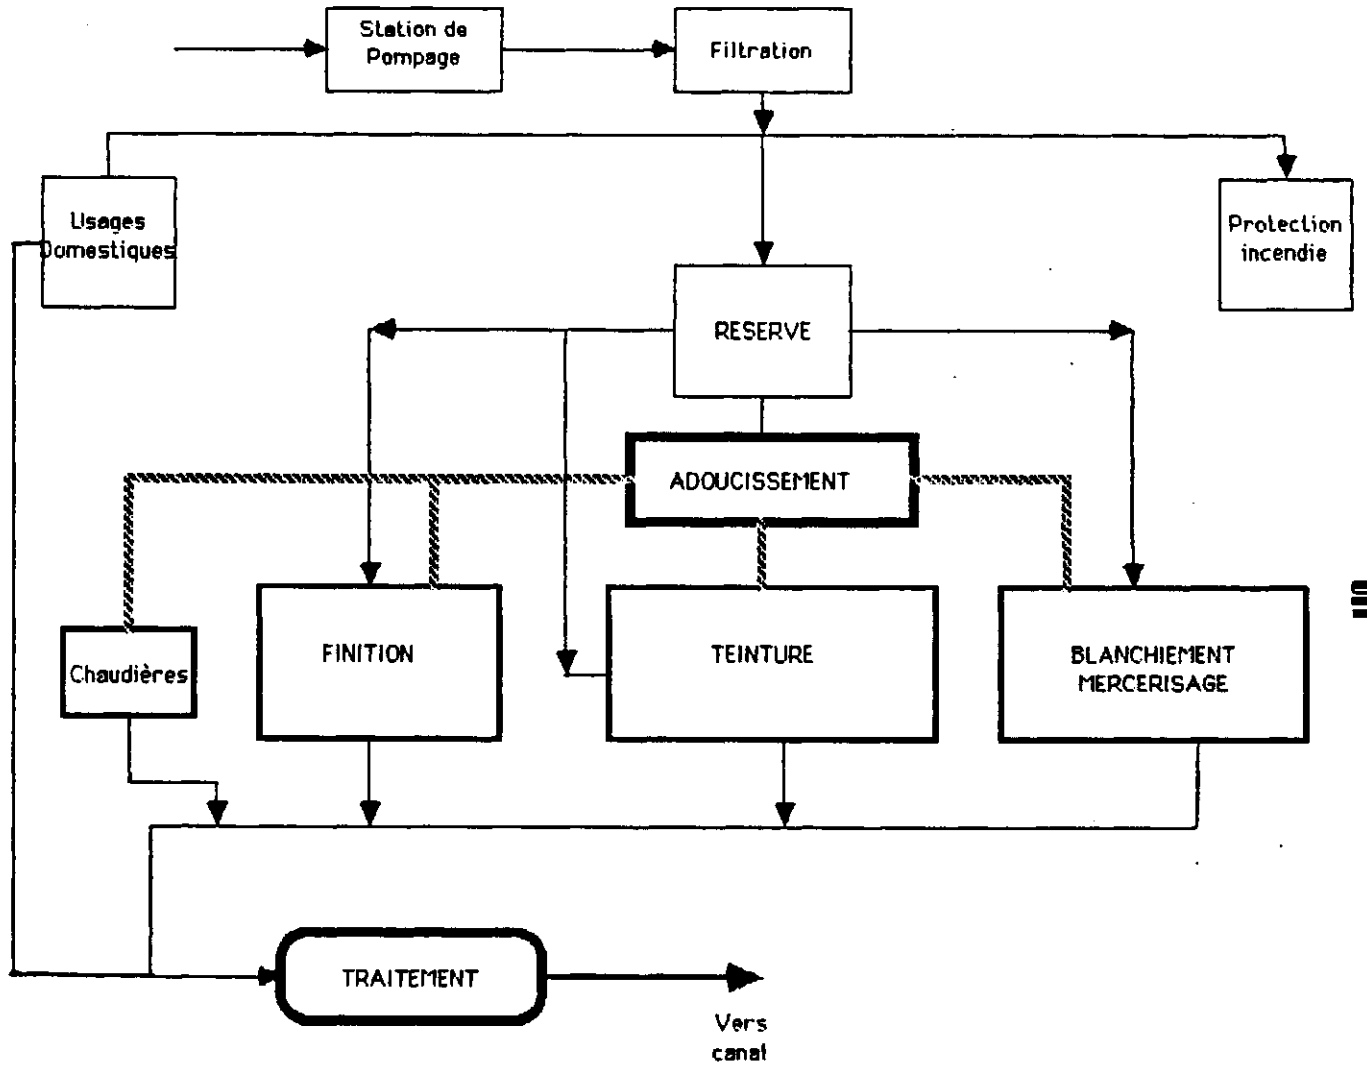 Station de
Pompage
Filtration
Usages
Domestiques
Protection
incendie
RESERVE
ADOUCISSEMENT
FINITION
TEINTURE
BLANCHIEMENT
MERCERISAGE
Chaudières
TRAITEMENT
Vers
canal